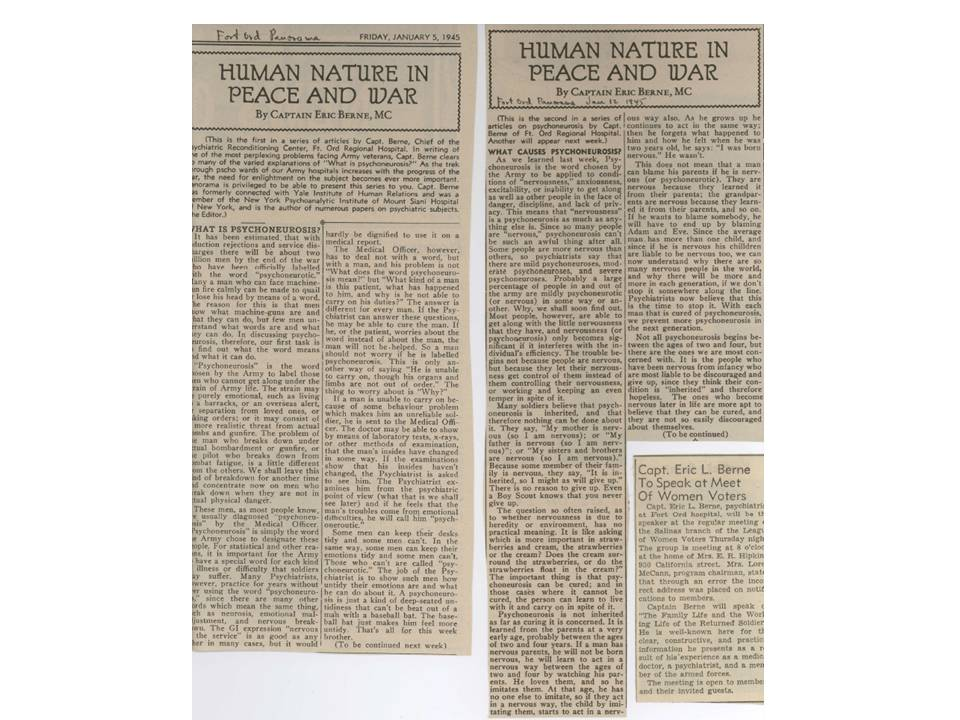 Fort Ord Panorama
FRIDAY, JANUARY 5, 1945
HUMAN NATURE IN
PEACE AND WAR
By CAPTAIN ERIC BERNE, MC
(This is the first in a series of articles by Capt. Berne, Chief of the
ychiatric Reconditioning Center, Ft. Ord Regional Hospital. In writing of
e of the most perplexing problems facing Army veterans, Capt. Berne clears
many of the varied explanations of "What is psychoneurosis?" As the trek
rough pscho wards of our Army hospitals increases with the progress of the
r, the need for enlightment on the subject becomes ever more important.
norama is privileged to be able to present this series to you. Capt. Berne
s formerly connected with Yale Institute of Human Relations and was a
mber of the New York Psychoanalytic Institute of Mount Siani Hospital
New York, and is the author of numerous papers on psychiatric subjects.
e Editor.)
HAT IS PSYCHONEUROSIS?
It has been estimated, that with
duction rejections and service dis-
arges there will be about two
llion men by the end of the war
ho have been officially labelled
th the word "psychoneurotic."
any a man who can face machine-
n fire calmly can be made to quail
lose his head by means of a word.
he reason for this is that men
ow what machine-guns are and
at they can do, but few men un-
rstand what words are and what
ey can do. In discussing psycho-
eurosis, therefore, our first task is
find out what the word means
d what it can do.
"Psychoneurosis" is the word
osen by the Army to label those
en who cannot get along under the
rain of Army life. The strain may
purely emotional, such as living
a barracks, or an overseas alert,
separation from loved ones, or
king orders; or it may consist of
more realistic threat from actual
mbs and gunfire. The problem of
e man who breaks down under
tual bombardment or gunfire, or
e pilot who breaks down from
mbat fatigue, is a little different
om the others. We shall leave this
nd of breakdown for another time
d concentrate now on men who
eak down when they are not in
tual physical danger.
These men, as most people know,
e usually diagnosed "psychoneu-
sis" by the Medical Officer.
Psychoneurosis" is simply the word
e Army chose to designate these
ople. For statistical and other rea-
ns, it is important for the Army
have a special word for each kind
illness or difficulty that soldiers
y suffer. Many Psychiatrists,
wever, practice for years without
er using the word "psychoneuro-
," since there are many other
rds which mean the same thing,
ch as neurosis, emotional mal-
justment, and nervous break-
wn. The GI expression "nervous
the service" is as good as any
her in many cases, but it would
hardly be dignified to use it on a
medical report.
The Medical Officer, however,
has to deal not with a word, but
with a man, and his problem is not
"What does the word psychoneuro-
sis mean?" but "What kind of a man
is this patient, what has happened
to him, and why is he not able to
carry on his duties?" The answer is
different for every man. If the Psy-
chiatrist can answer these questions,
he may be able to cure the man. If
he, or the patient, worries about the
word instead of about the man, the
man will not be helped. So a man
should not worry if he is labelled
psychoneurosis. This is only an-
other way of saying "He is unable
to carry on, though his organs and
limbs are not out of order." The
thing to worry about is "Why?"
If a man is unable to carry on be-
cause of some behaviour problem
which makes him an unreliable sol-
dier, he is sent to the Medical Offi-
cer. The doctor may be able to show
by means of laboratory tests, x-rays,
or other methods of examination,
that the man's insides have changed
in some way. If the examinations
show that his insides haven't
changed, the Psychiatrist is asked
to see him. The Psychiatrist ex-
amines him from the psychiatric
point of view (what that is we shall
see later) and if he feels that the
man's troubles come from emotional
difficulties, he will call him "psych-
oneroutic."
Some men can keep their desks
tidy and some men can't. In the
same way, some men can keep their
emotions tidy and some men can't.
Those who can't are called "psy-
choneurotic." The job of the Psy-
chiatrist is to show such men how
untidy their emotions are and what
he can do about it. A psychoneuro-
sis is just a kind of deep-seated un-
tidiness that can't be beat out of a
mah with a baseball bat. The base-
ball bat just makes him feel more
untidy. That's all for this week
brother.
(To be continued next week)
HUMAN NATURE IN
PEACE AND WAR
By CAPTAIN ERIC BERNE, MC
Fort Ord Panorama Jan 12 1945
(This is the second in a series of
articles on psychoneurosis by Capt.
Berne of Ft. Ord Regional Hospital.
Another will appear next week.)
WHAT CAUSES PSYCHONEUROSIS?
As we learned last week, Psy-
choneurosis is the word chosen by
the Army to be applied to condi-
tions of "nervousness," anxiousness,
excitability, or inability to get along
as well as other people in the face of
danger, discipline, and lack of priv-
acy. This means that "nervousness"
is a psychoneurosis as much as any-
thing else is. Since so many people
are "nervous," psychoneurosis can't
be such an awful thing after all.
Some people are more nervous than
others, so psychiatrists say that
there are mild psychoneuroses, mod-
erate psychoneuroses, and severe
psychoneuroses. Probably a large
percentage of people in and out of
the army are mildly psychoneurotic
(or nervous) in some way or an-
other. Why, we shall soon find out.
Most people, however, are able to
get along with the little nervousness
that they have, and nervousness (or
psychoneurosis) only becomes sig-
nificant if it interferes with the in-
dividual's efficiency. The trouble be-
gins not because people are nervous,
but because they let their nervous-
ness get control of them instead of
them controlling their nervousness,
or working and keeping an even
temper in spite of it.
Many soldiers believe that psych-
oneurosis is inherited, and that
therefore nothing can be done about
it. They say, "My mother is nerv-
ous (so I am nervous); or "My
father is nervous (so I am nerv-
ous)"; or "My sisters and brothers
are nervous (so I am nervous)."
Because some member of their fam-
ily is nervous, they say, "It is in-
herited, so I might as will give up."
There is no reason to give up. Even
a Boy Scout knows that you never
give up.
The question so often raised, as
to whether nervousness is due to
heredity or environment, has no
practical meaning. It is like asking
which is more important in straw-
berries and cream, the strawberries
or the cream? Does the cream sur-
round the strawberries, or do the
strawberries float in the cream?"
The important thing is that psy-
choneurosis can be cured; and in
those cases where it cannot be
cured, the person can learn to live
with it and carry on in spite of it.
Psychoneurosis is not inherited
as far as curing it is concerned. It is
learned from the parents at a very
early age, probably between the ages
of two and four years. If a man has
nervous parents, he will not be born
nervous, he will learn to act in a
nervous way between the ages of
two and four by watching his par-
ents. He loves them, and so he
imitates them. At that age, he has
no one else to imitate, so if they act
in a nervous way, the child by imi-
tating them, starts to act in a nerv-
ous way also. As he grows up he
continues to act in the same way;
then he forgets what happened to
him and how he felt when he was
two years old, he says: "I was born
nervous." He wasn't.
This does not mean that a man
can blame his parents if he is nerv-
ous (or psychoneurotic). They are
nervous because they learned it
from their parents; the grandpar-
ents are nervous because they learn-
ed it from their parents, and so on.
If he wants to blame somebody, he
will have to end up by blaming
Adam and Eve. Since the average
man has more than one child, and
since if he is nervous his children
are liable to be nervous too, we can
now understand why there are so
many nervous people in the world,
and why there will be more and
more in each generation, if we don't
stop it somewhere along the line.
Psychiatrists now believe that this
is the time to stop it. With each
man that is cured of psychoneurosis,
we prevent more psychoneurosis in
the next generation.
Not all psychoneurosis begins be-
tween the ages of two and four, but
there are the ones we are most con-
cerned with. It is the people who
have been nervous from infancy who
are most liable to be discouraged and
give up, since they think their con-
dition is "inherited" and therefore
hopeless. The ones who become
nervous later in life are more apt to
believe that they can be cured, and
they are not so easily discouraged
about themselves.
(To be continued)
Capt. Eric L. Berne
To Speak at Meet
Of Women Voters
Capt. Eric L. Berne, psychiatris
at Fort Ord hospital, will be th
speaker at the regular meeting
the Salinas branch of the Leagu
of Women Voters Thursday nigh
The group is meeting at 8 o'cloc
at the home of Mrs. E. R. Hipkin
930 California street. Mrs. Lore
McCann, program chairman, state
that through an error the incor
rect address was placed on notif
cations to members.
Captain Berne will speak
"The Family Life and the Work
ing Life of the Returned Soldier
He is well-known here for th
clear, constructive, and practic
information he presents as a re
sult of his experience as a medic
doctor, a psychiatrist, and a mem
ber of the armed forces.
The meeting is open to membe
and their invited guests.